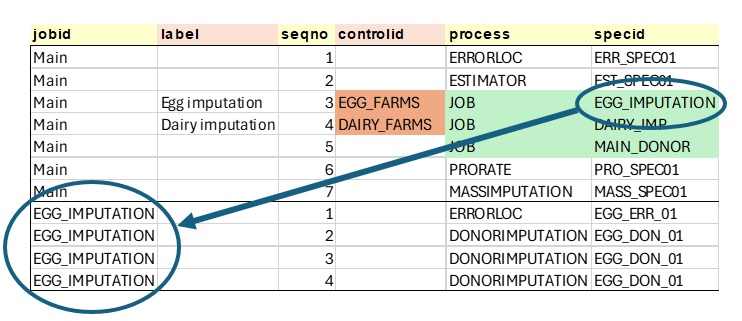 jobid label seqno controlid process specid
Main 1 ERRORLOC ERR_SPEC01
Main 2 ESTIMATOR EST_SPEC01
Main Egg imputation 3 EGG_FARMS JOB EGG_IMPUTATION
Main Dairy imputation 4 DAIRY_FARMS JOB DAIRY_IMP
Main 5 JOB MAIN_DONOR
Main 6 PRORATE PRO_SPEC01
Main 7 MASSIMPUTATION MASS_SPEC01
EGG_IMPUTATION 1 ERRORLOC EGG_ERR_01
EGG_IMPUTATION 2 DONORIMPUTATION EGG_DON_01
EGG_IMPUTATION 3 DONORIMPUTATION EGG_DON_01
EGG_IMPUTATION 4 DONORIMPUTATION EGG_DON_01